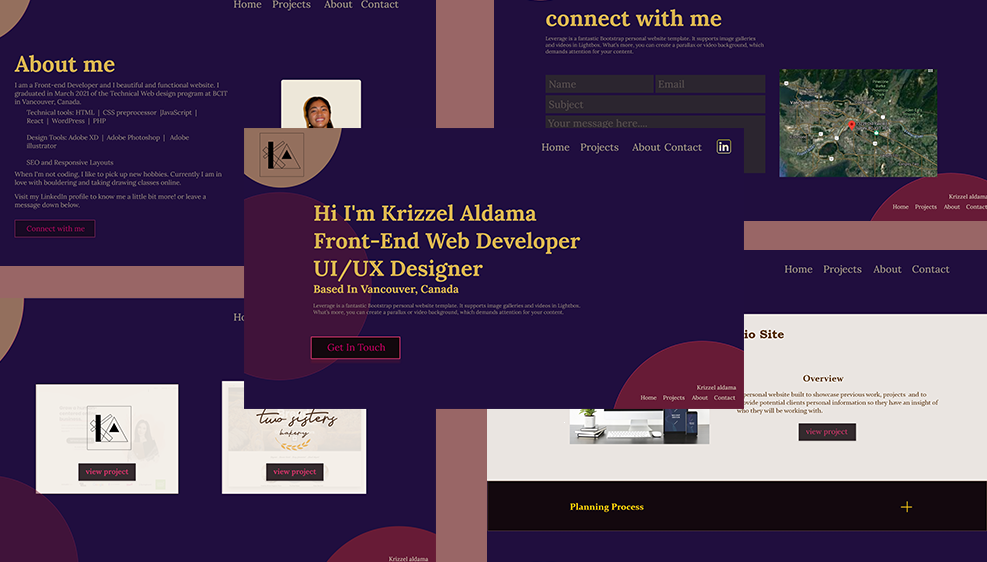 Home Projects About Contact
About me
I am a Front-end Developer and I beautiful and functional website. I
graduated in March 2021 of the Technical Web design program at BCIT
in Vancouver, Canada.
Technical tools: HTML | CSS preprocessor |JavaScript |
React | WordPress | PHP
Design Tools: Adobe XD | Adobe Photoshop | Adobe
illustrator
SEO and Responsive Layouts
When I'm not coding, I like to pick up new hobbies. Currently I am in
love with bouldering and taking drawing classes online.
Visit my LinkedIn profile to know me a little bit more! or leave a
message down below.
Connect with me
connect with me
Leverage is a fantastic Bootstrap personal website template. It supports image galleries
and videos in Lightbox. What's more, you can create a parallax or video background, which
demands attention for your content.
Name Email
Subject
Your message here....
Krizzel aldama
Home Projects About Contact
Home Projects About Contact in
Hi I'm Krizzel Aldama
Front-End Web Developer
UI/UX Designer
Based In Vancouver, Canada
Leverage is a fantastic Bootstrap personal website template. It supports image galleries and videos in Lightbox.
What's more, you can create a parallax or video background, which demands attention for your content.
Get In Touch
Krizzel aldama
Home Projects About Contact
Ho
view project
two sisters
bakery
view project
Krizzel aldama
Home Projects About Contact
io Site
Overview
personal website built to showcase previous work, projects and to
ovide potential clients personal information so they have an insight of
who they will be working with.
view project
Planning Process